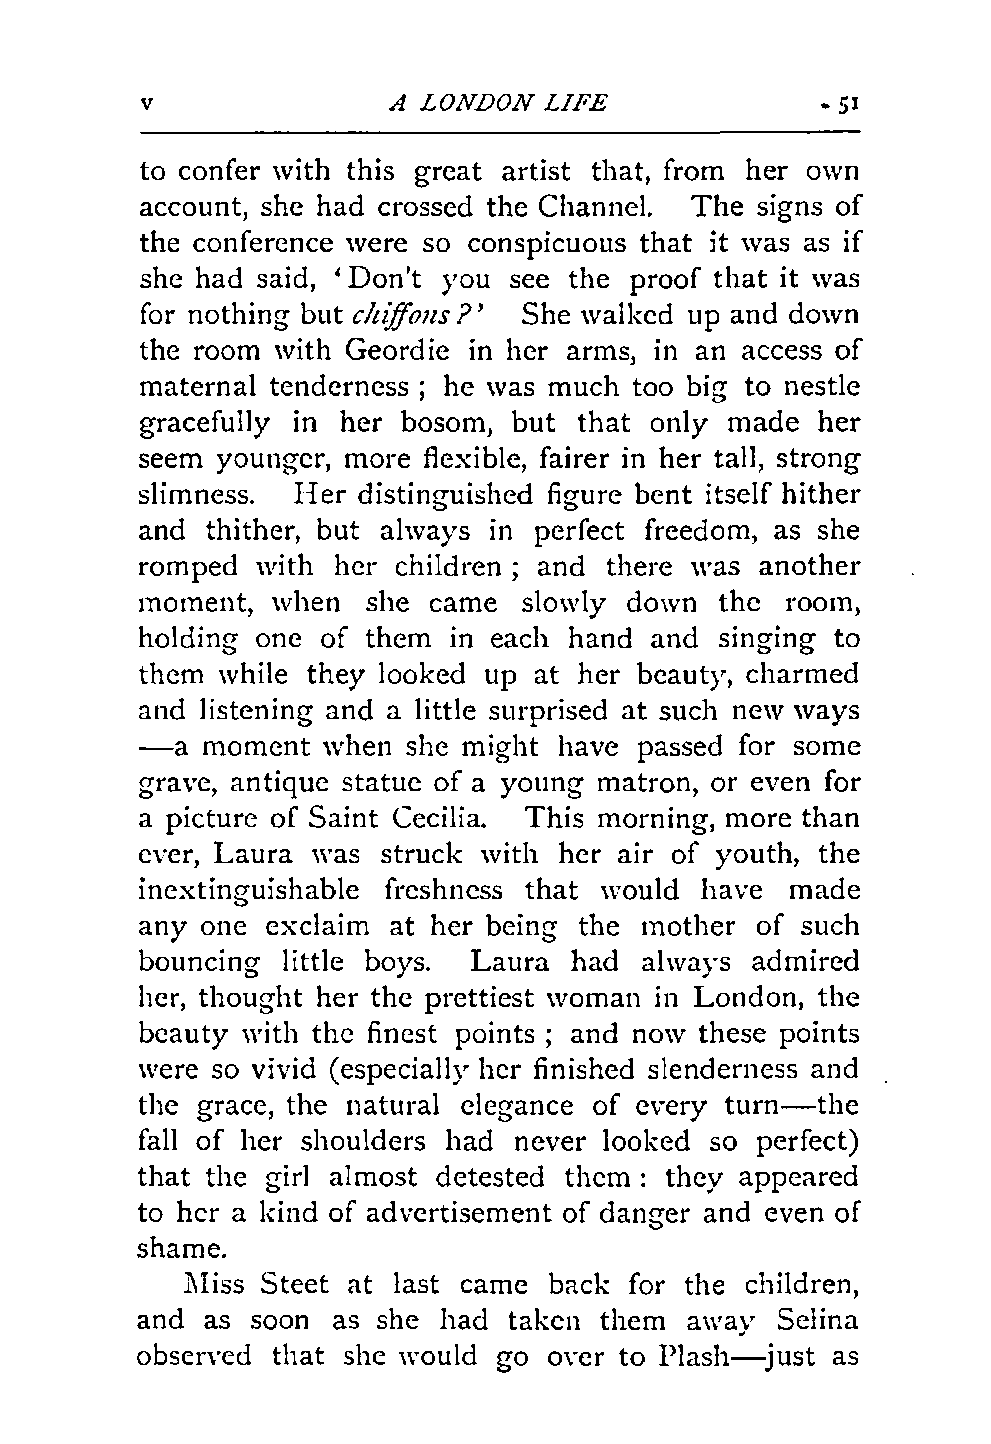 v A LONDON LIFE 51
to confer with this great artist that, from her own
account, she had crossed the Channel. The signs of
the conference were so conspicuous that it was as if
she had said, ‘Don't you see the proof that it was
for nothing but chiffons?’ She walked up and down
the room with Geordie in her arms, in an access of
maternal tenderness ; he was much too big to nestle
gracefully in her bosom, but that only made her
seem younger, more flexible, fairer in her tall, strong
slimness. Her distinguished figure bent itself hither
and thither, but always in perfect freedom, as she
romped with her children ; and there was another
moment, when she came slowly down the room,
holding one of them in each hand and singing to
them while they looked up at her beauty, charmed
and listening and a little surprised at such new ways
—a moment when she might have passed for some
grave, antique statue of a young matron, or even for
a picture of Saint Cecilia. This morning, more than
ever, Laura was struck with her air of youth, the
inextinguishable freshness that would have made
any one exclaim at her being the mother of such
bouncing little boys. Laura had always admired
her, thought her the prettiest woman in London, the
beauty with the finest points ; and now these points
were so vivid (especially her finished slenderness and
the grace, the natural elegance of every turn—the
fall of her shoulders had never looked so perfect)
that the girl almost detested them : they appeared
to her a kind of advertisement of danger and even of
shame.
Miss Steet at last came back for the children,
and as soon as she had taken them away Selina
observed that she would go over to Plash—just as